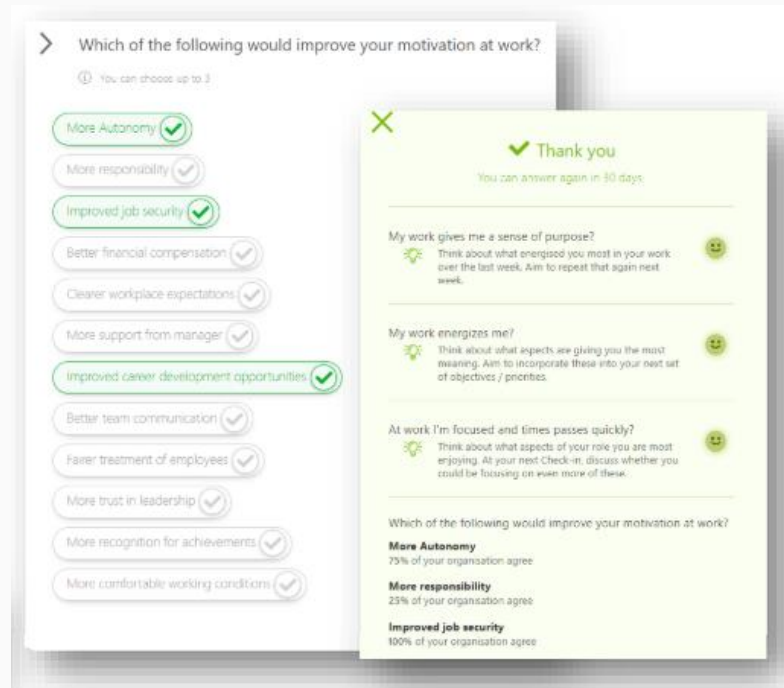 Which of the following would improve your motivation at work?
You can choose up to 3
More Autonomy
More responsibility
Improved job security
Better financial compensation
Clearer workplace expectations
More support from manager
Improved career development opportunities
Better team communication
Fairer treatment of employees
More trust in leadership
More recognition for achievements
More comfortable working conditions
Thank you
You can answer again in 30 days
My work gives me a sense of purpose?
Think about what energised you most in your work
over the last week. Aim to repeat that again next
week.
My work energizes me?
Think about what aspects are giving you the most
meaning. Aim to incorporate these into your next set
of objectives / priorities.
At work I'm focused and times passes quickly?
Think about what aspects of your role you are most
enjoying. At your next Check-in, discuss whether you
could be focusing on even more of these.
Which of the following would improve your motivation at work?
More Autonomy
75% of your organisation agree
More responsibility
25% of your organisation agree
Improved job security
100% of your organisation agree